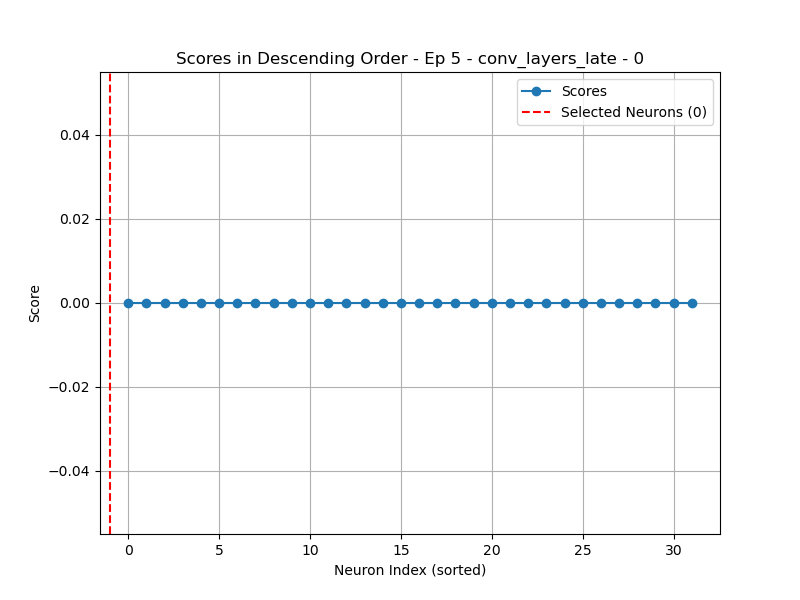 Scores in Descending Order - Ep 5 - conv_layers_late - 0
Scores
Selected Neurons (0)
Score
0.04
0.02
0.00
−0.02
−0.04
0
5
10
15
20
25
30
Neuron Index (sorted)